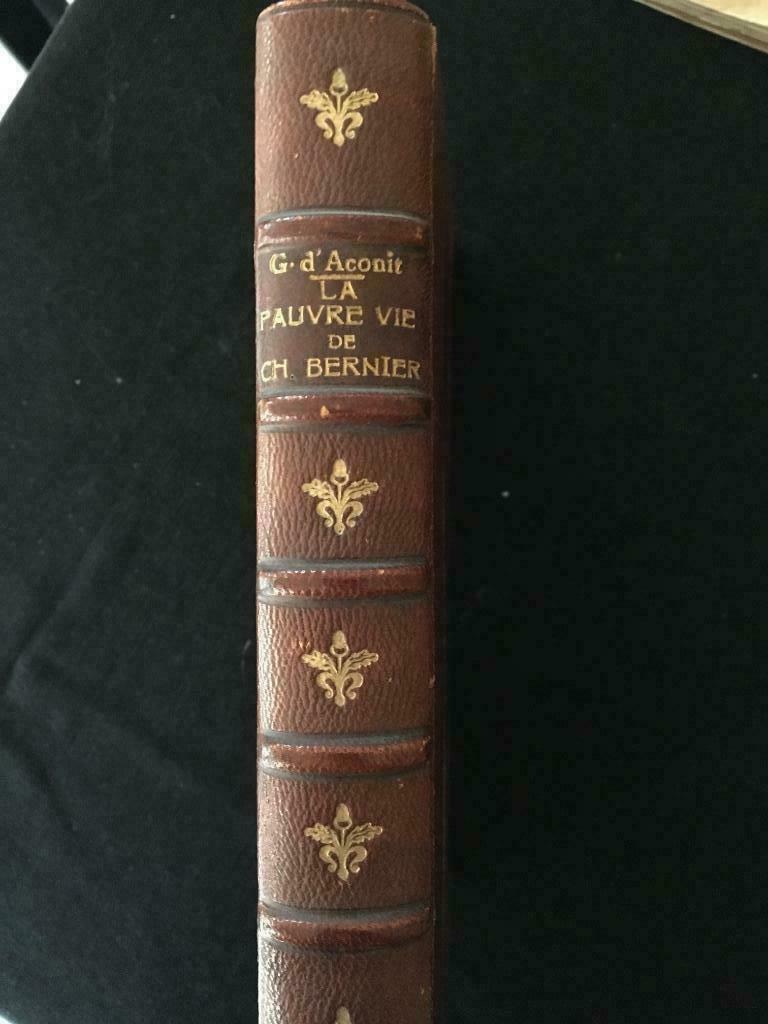 G. d'Aconit
LA
PAUVRE VIE
DE
CH. BERNIER